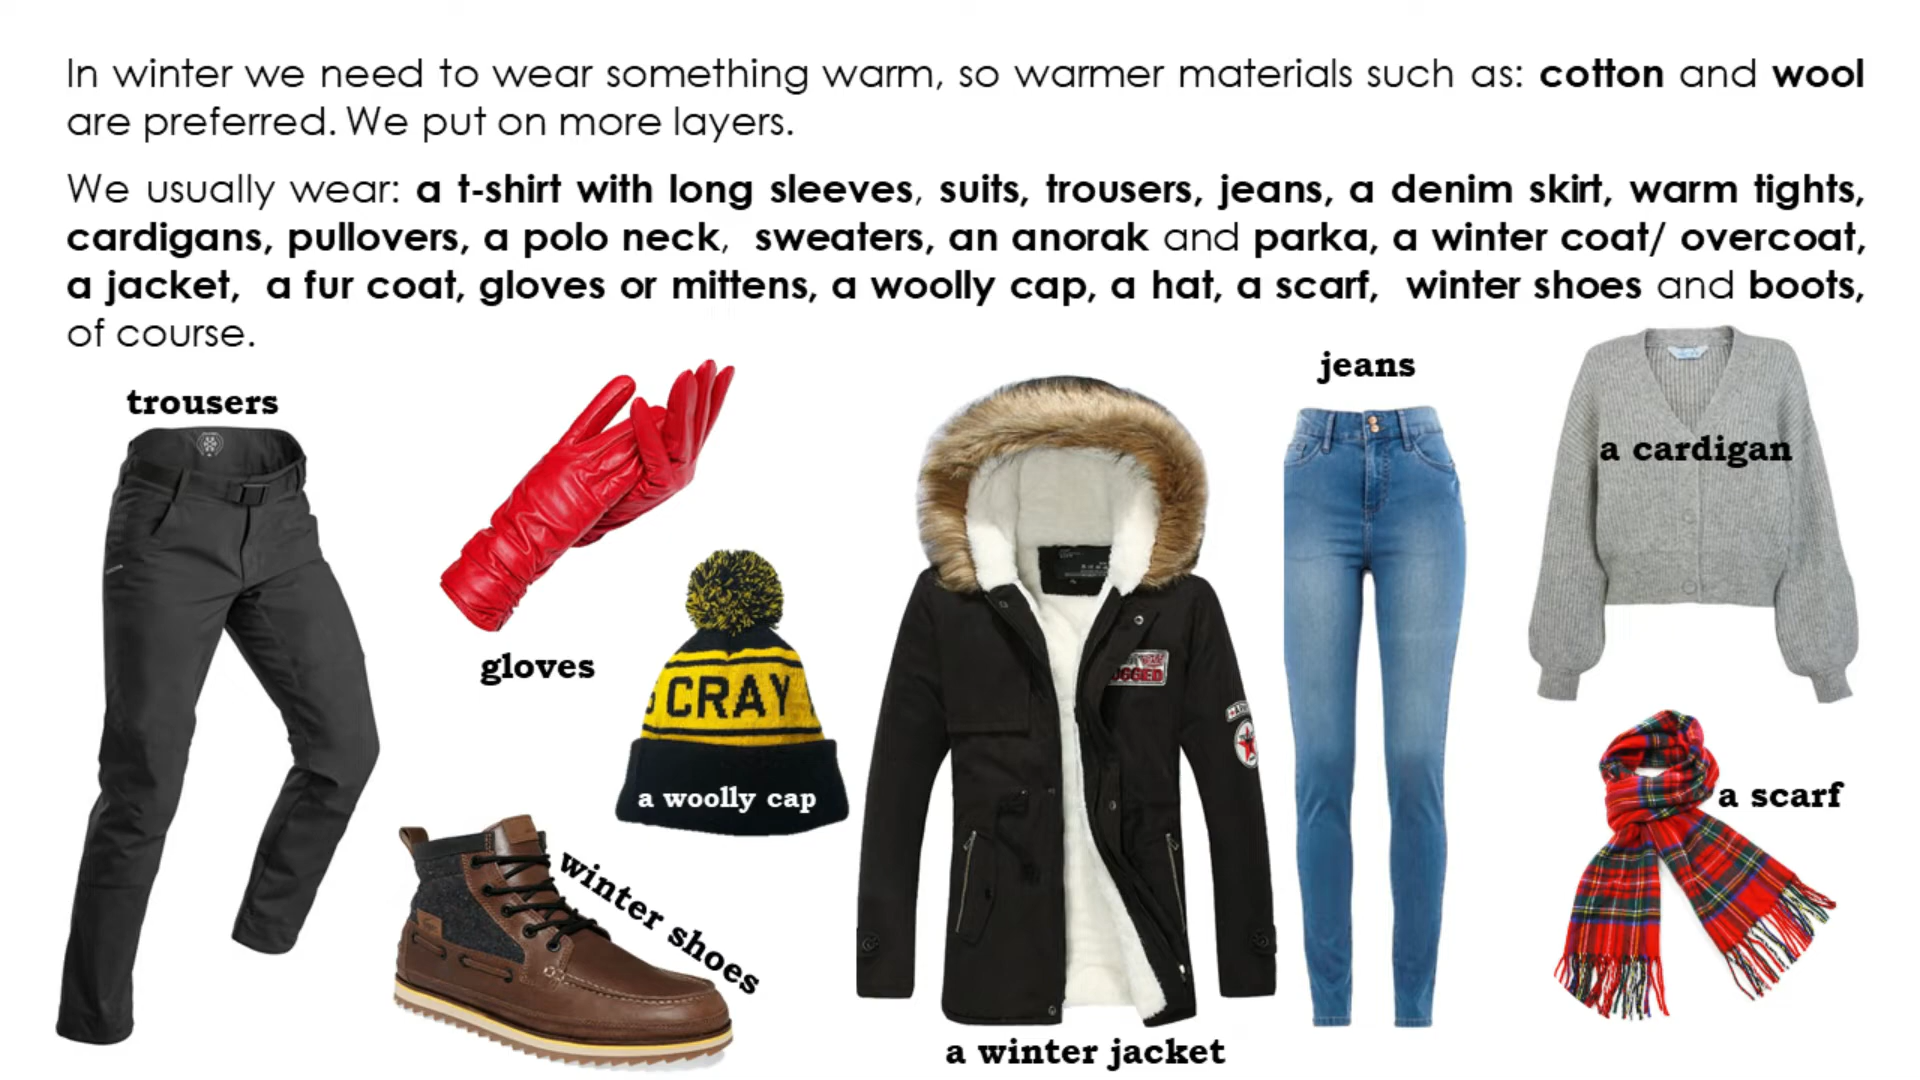 In winter we need to wear something warm, so warmer materials such as: cotton and wool
are preferred. We put on more layers.
We usually wear: a t-shirt with long sleeves, suits, trousers, jeans, a denim skirt, warm tights,
cardigans, pullovers, a polo neck, sweaters, an anorak and parka, a winter coat/ overcoat,
a jacket, a fur coat, gloves or mittens, a woolly cap, a hat, a scarf, winter shoes and boots,
of course.
jeans
trousers
a cardigan
gloves
CRAY
a woolly cap
a scarf
winter shoes
a winter jacket